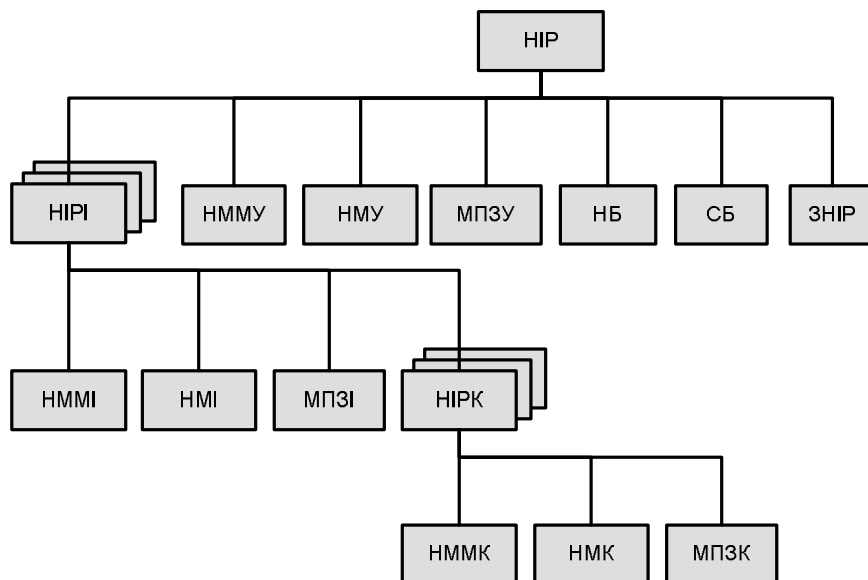 НІР
НІРІ
НММУ
НМУ
МПЗУ
НБ
СБ
ЗНІР
НММІ
НМІ
МПЗІ
НІРК
НММК
НМК
МПЗК